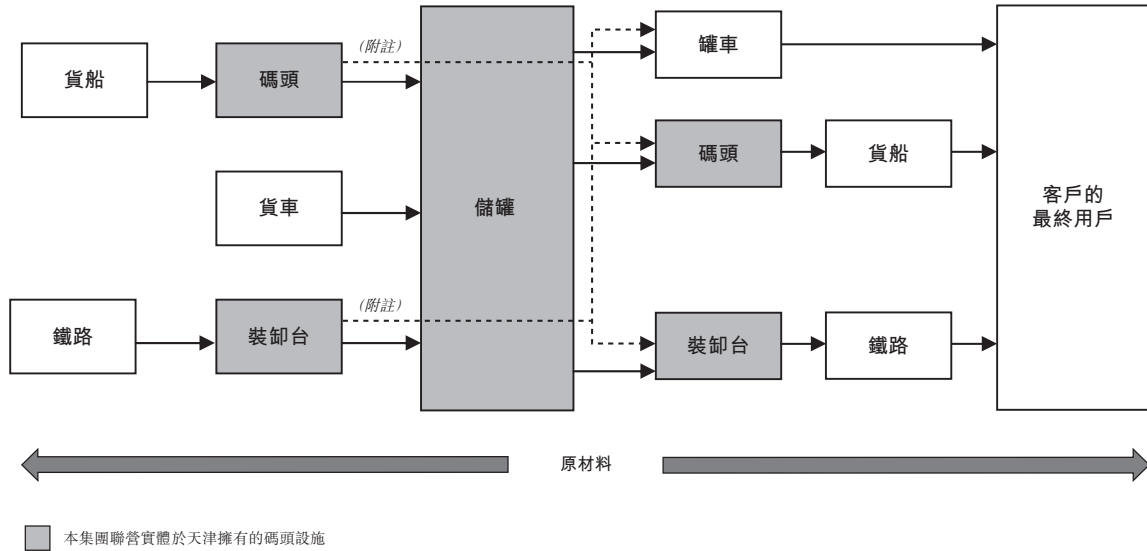 (附註)
罐車
貨船
碼頭
碼頭
貨船
貨車
儲罐
客戶的
最終用戶
(附註)
鐵路
裝卸台
裝卸台
鐵路
原材料
本集團聯營實體於天津擁有的碼頭設施